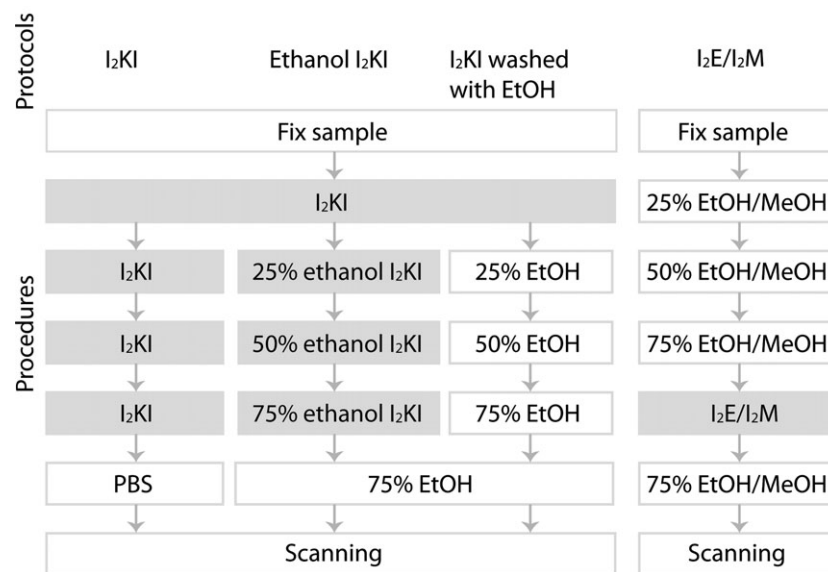 Protocols
I₂KI
Ethanol I₂KI
I₂KI washed
with EtOH
I₂E/I₂M
Procedures
Fix sample
Fix sample
I₂KI
25% EtOH/MeOH
I₂KI
25% ethanol I₂KI
25% EtOH
50% EtOH/MeOH
I₂KI
50% ethanol I₂KI
50% EtOH
75% EtOH/MeOH
I₂KI
75% ethanol I₂KI
75% EtOH
I₂E/I₂M
PBS
75% EtOH
75% EtOH/MeOH
Scanning
Scanning